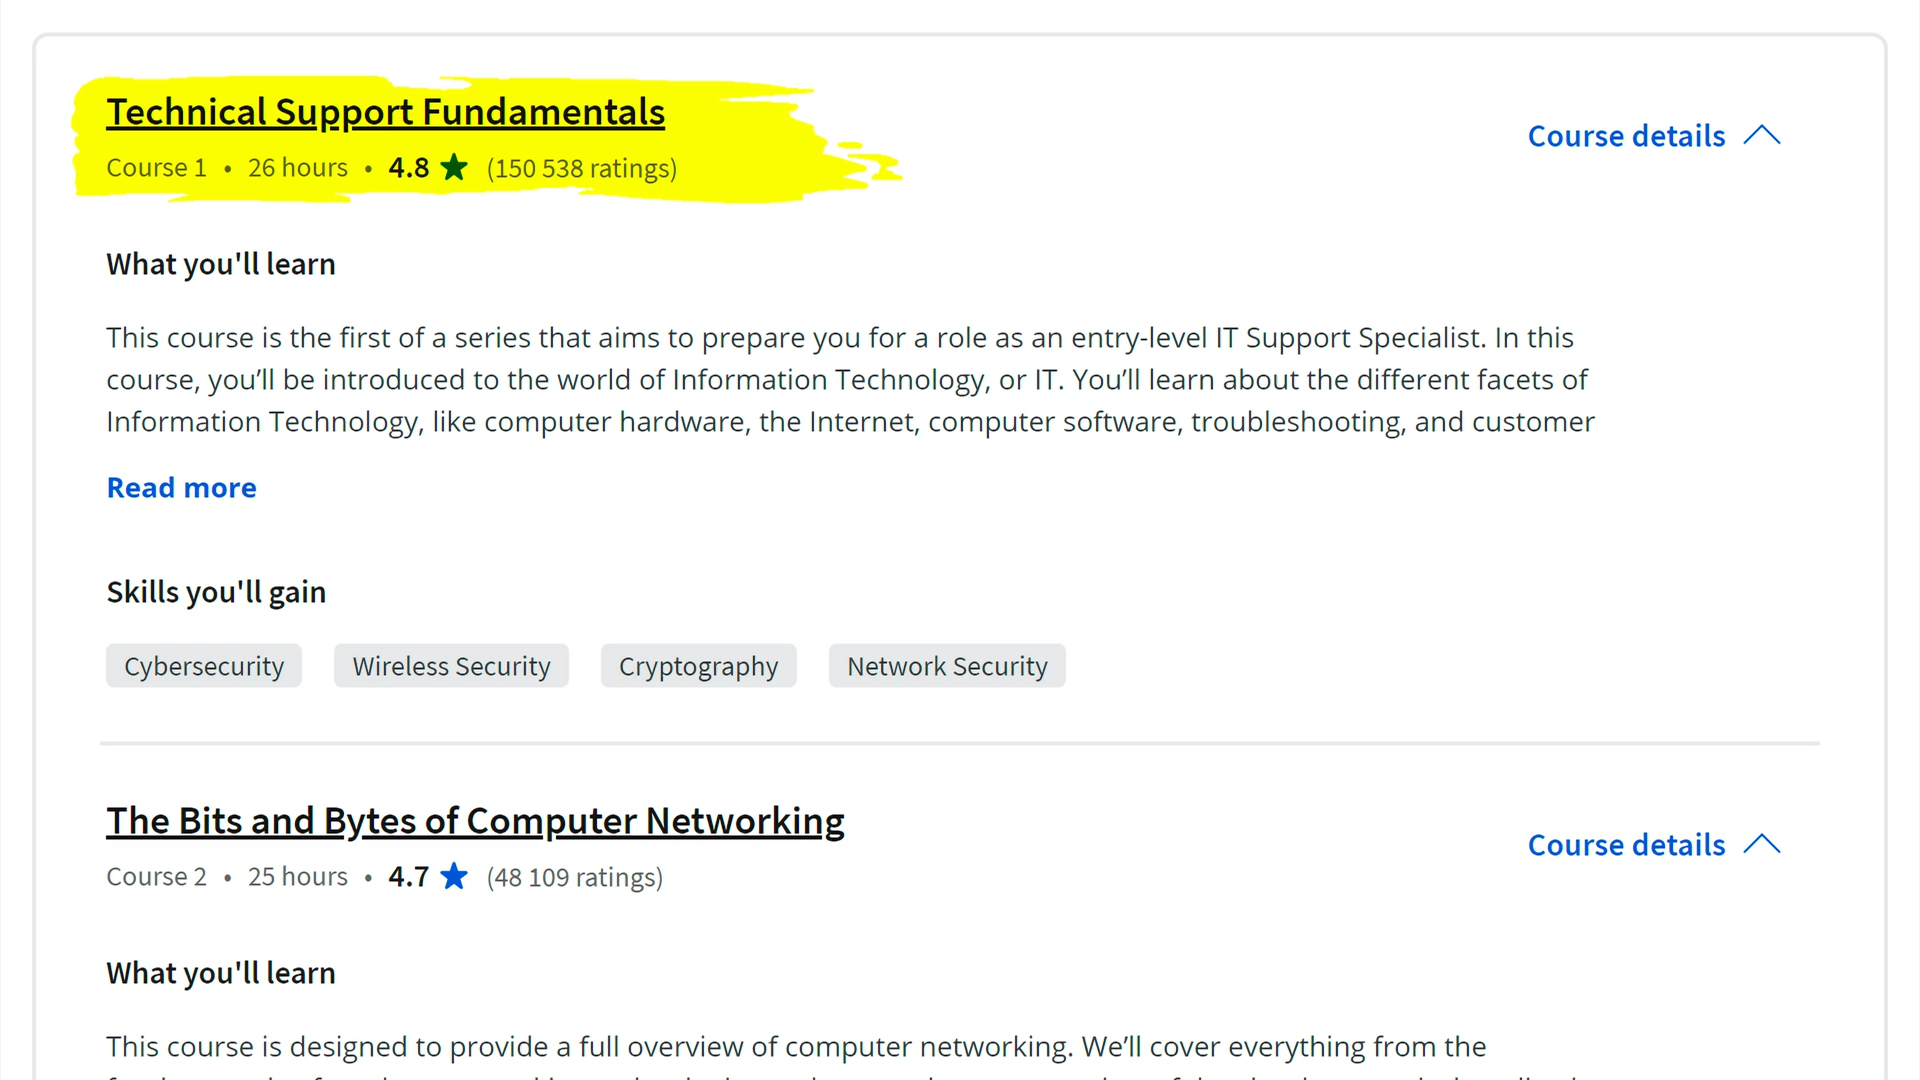 Technical Support Fundamentals
Course 1 • 26 hours • 4.8 ★ (150 538 ratings)
Course details
What you'll learn
This course is the first of a series that aims to prepare you for a role as an entry-level IT Support Specialist. In this
course, you’ll be introduced to the world of Information Technology, or IT. You’ll learn about the different facets of
Information Technology, like computer hardware, the Internet, computer software, troubleshooting, and customer
Read more
Skills you'll gain
Cybersecurity Wireless Security Cryptography Network Security
The Bits and Bytes of Computer Networking
Course 2 • 25 hours • 4.7 ★ (48 109 ratings)
Course details
What you'll learn
This course is designed to provide a full overview of computer networking. We’ll cover everything from the